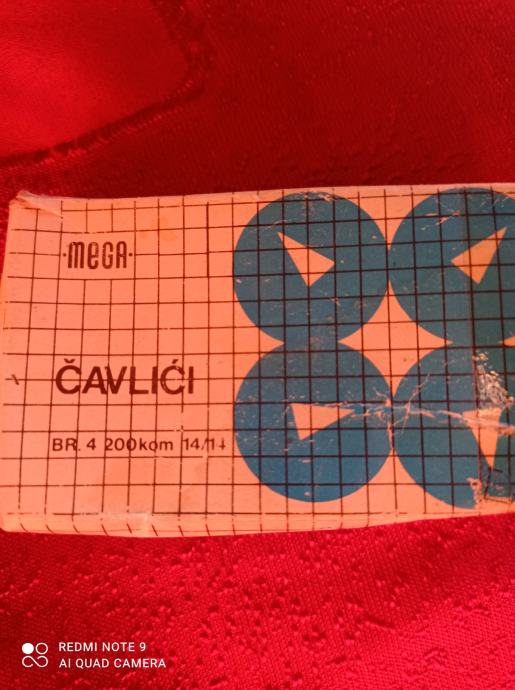 ·MEGA·
ČAVLIĆI
BR. 4 200kom 14/11
REDMI NOTE 9
AI QUAD CAMERA